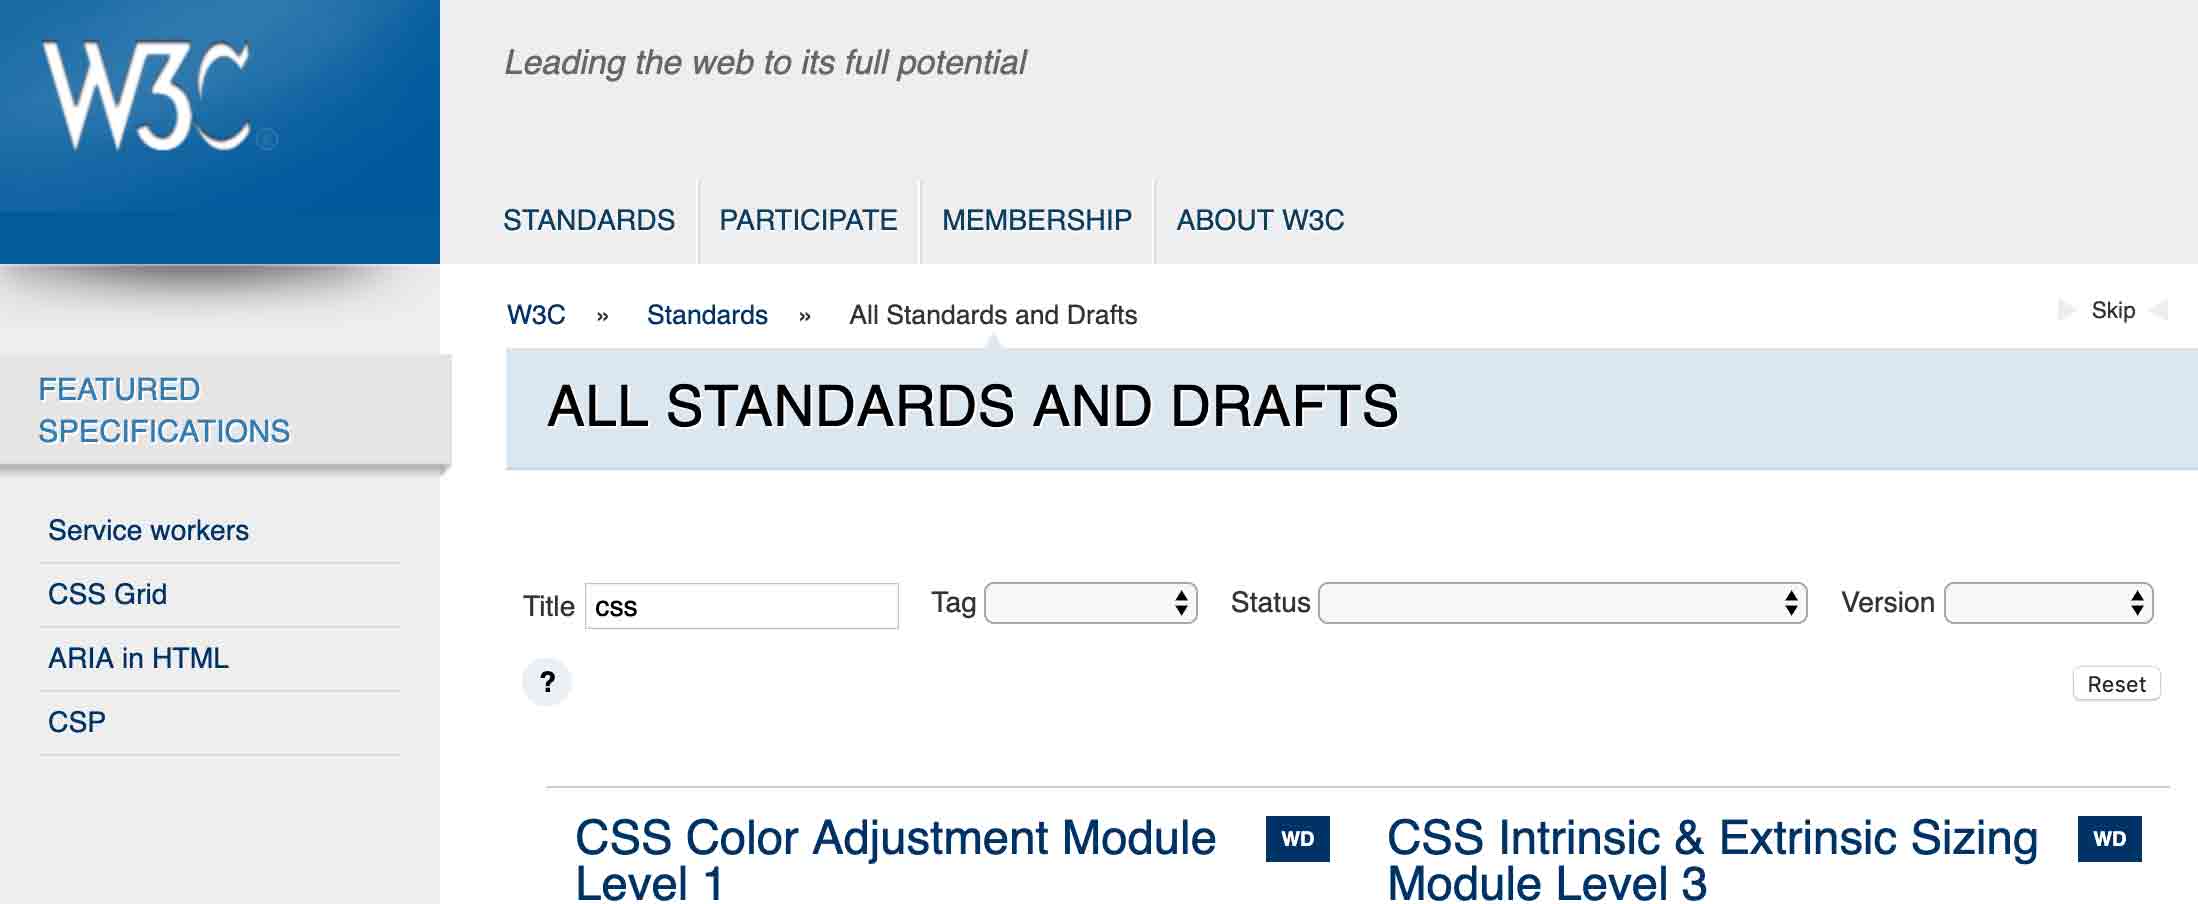 W3C®
Leading the web to its full potential
STANDARDS PARTICIPATE MEMBERSHIP ABOUT W3C
W3C » Standards » All Standards and Drafts
Skip
FEATURED
SPECIFICATIONS
Service workers
CSS Grid
ARIA in HTML
CSP
ALL STANDARDS AND DRAFTS
Title css Tag Status Version
?
Reset
CSS Color Adjustment Module
Level 1
WD
CSS Intrinsic & Extrinsic Sizing
Module Level 3
WD